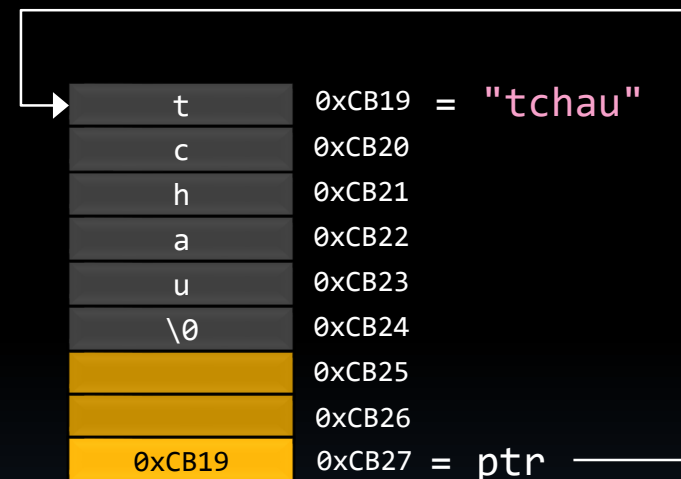 t 0xCB19 = "tchau"
c 0xCB20
h 0xCB21
a 0xCB22
u 0xCB23
\0 0xCB24
0xCB25
0xCB26
0xCB19 0xCB27 = ptr